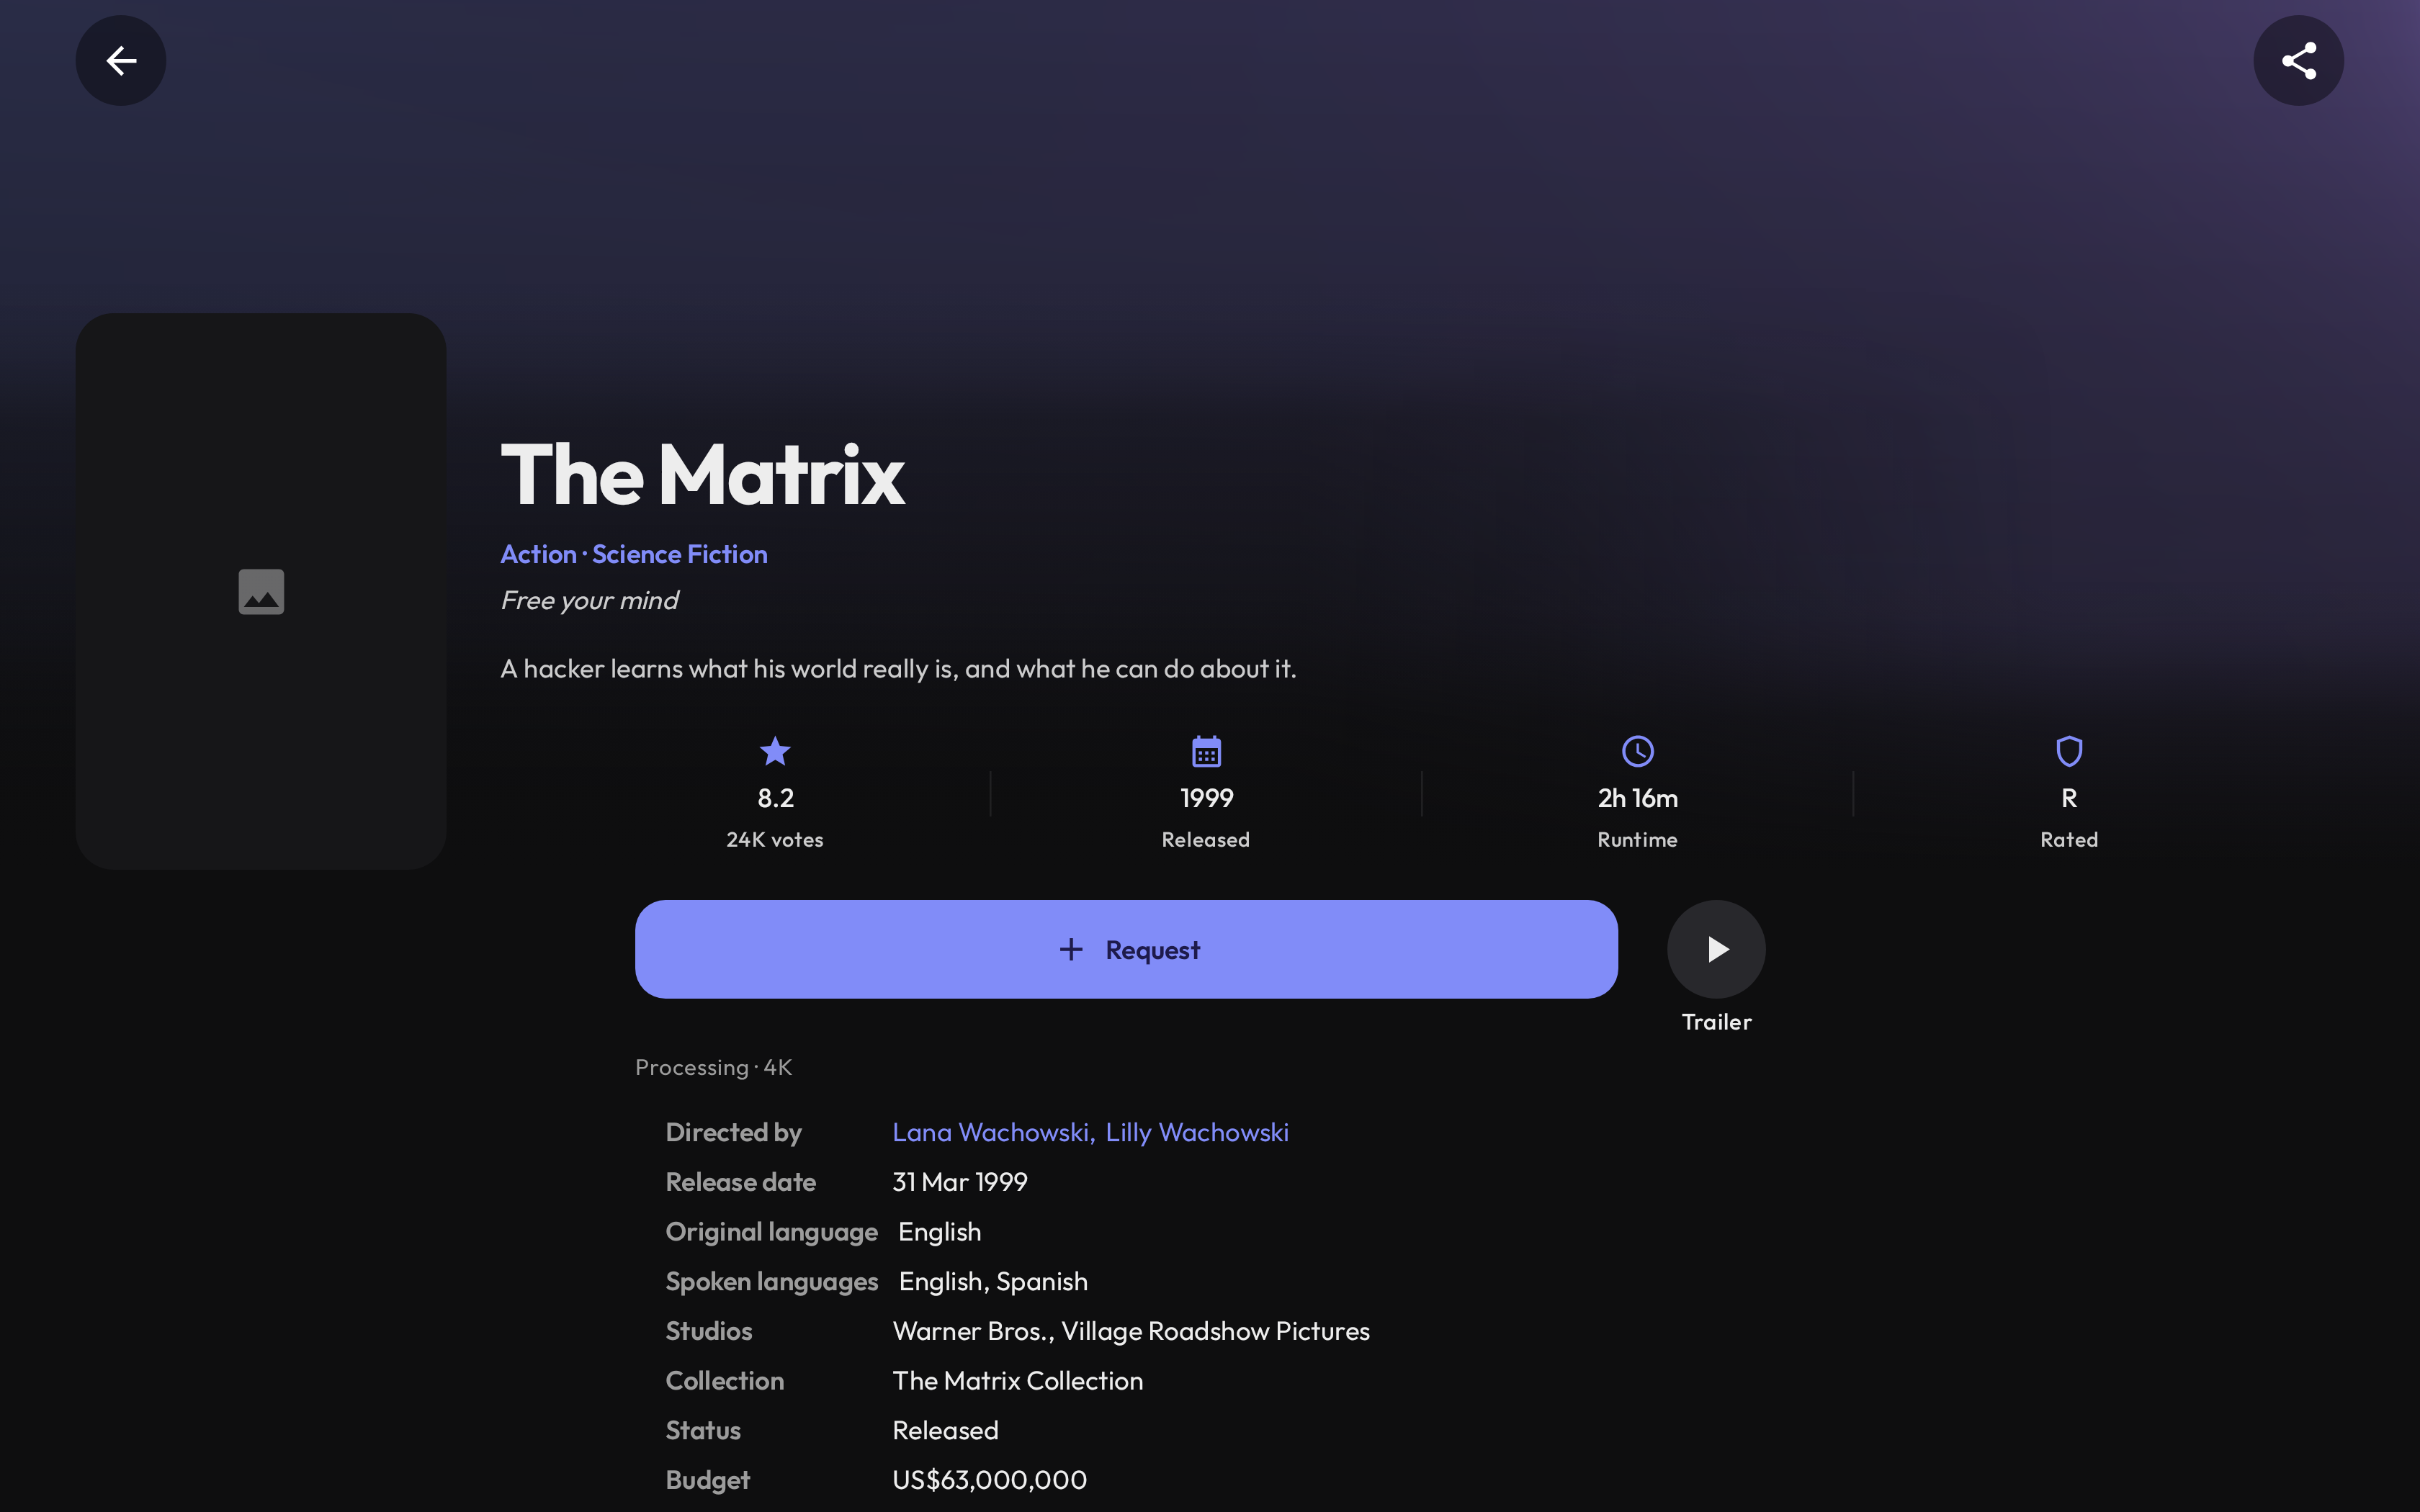 The Matrix
Action · Science Fiction
Free your mind
A hacker learns what his world really is, and what he can do about it.
8.2
24K votes
1999
Released
2h 16m
Runtime
R
Rated
Request
Trailer
Processing · 4K
Directed by Lana Wachowski, Lilly Wachowski
Release date 31 Mar 1999
Original language English
Spoken languages English, Spanish
Studios Warner Bros., Village Roadshow Pictures
Collection The Matrix Collection
Status Released
Budget US$63,000,000